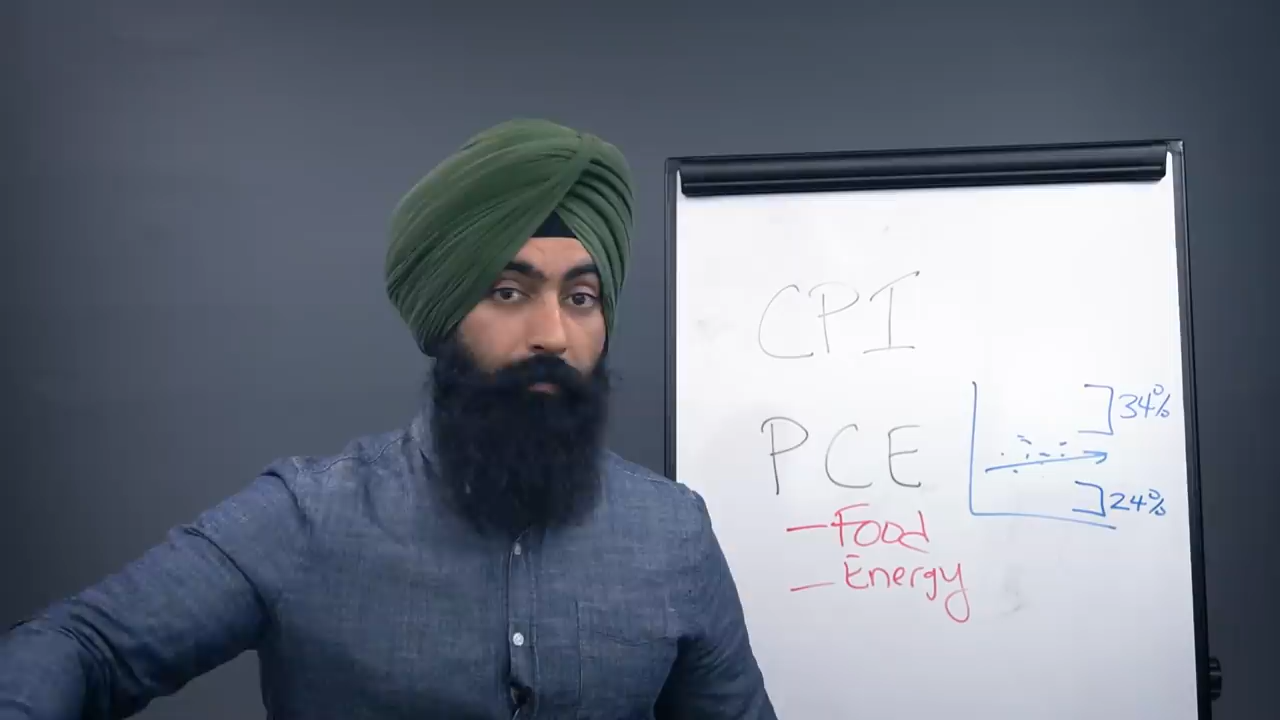 CPI
PCE
34%
24%
- Food
- Energy